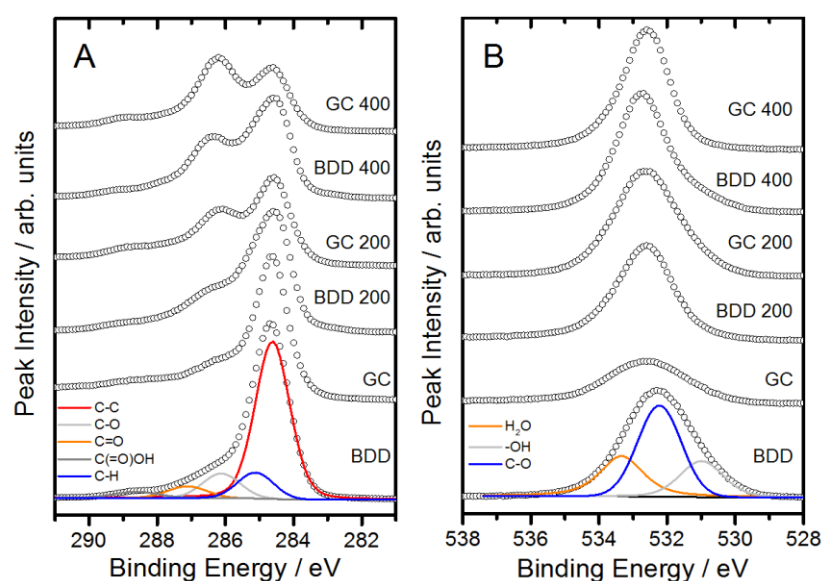 A
GC 400
BDD 400
GC 200
BDD 200
GC
BDD
C-C
C-O
C=O
C(=O)OH
C-H
Peak Intensity / arb. units
290 288 286 284 282
Binding Energy / eV
B
GC 400
BDD 400
GC 200
BDD 200
GC
BDD
H₂O
-OH
C-O
Peak Intensity / arb. units
538 536 534 532 530 528
Binding Energy / eV